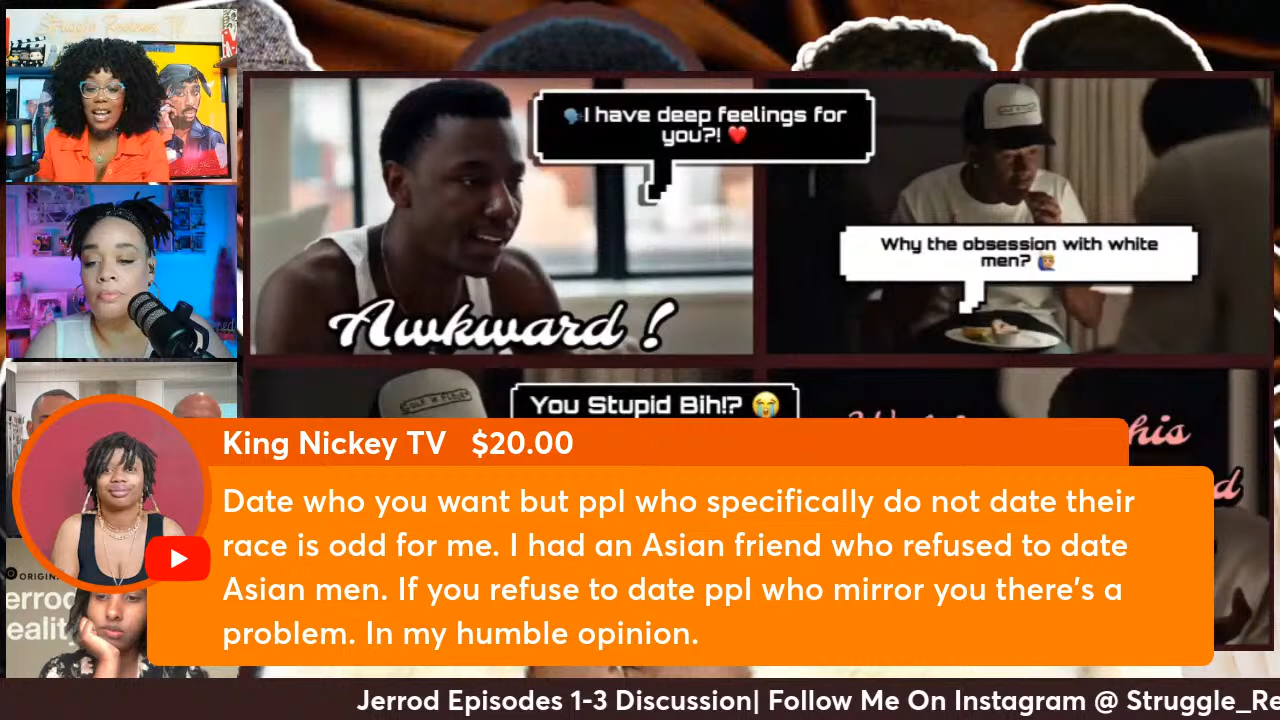 Struggle Reviews TV
🗣️I have deep feelings for
you?! ❤️
Awkward !
Why the obsession with white
men? 🤷🏽‍♂️
You Stupid Bih!? 😭
King Nickey TV $20.00
Date who you want but ppl who specifically do not date their
race is odd for me. I had an Asian friend who refused to date
Asian men. If you refuse to date ppl who mirror you there's a
problem. In my humble opinion.
Jerrod Episodes 1-3 Discussion| Follow Me On Instagram @ Struggle_Re